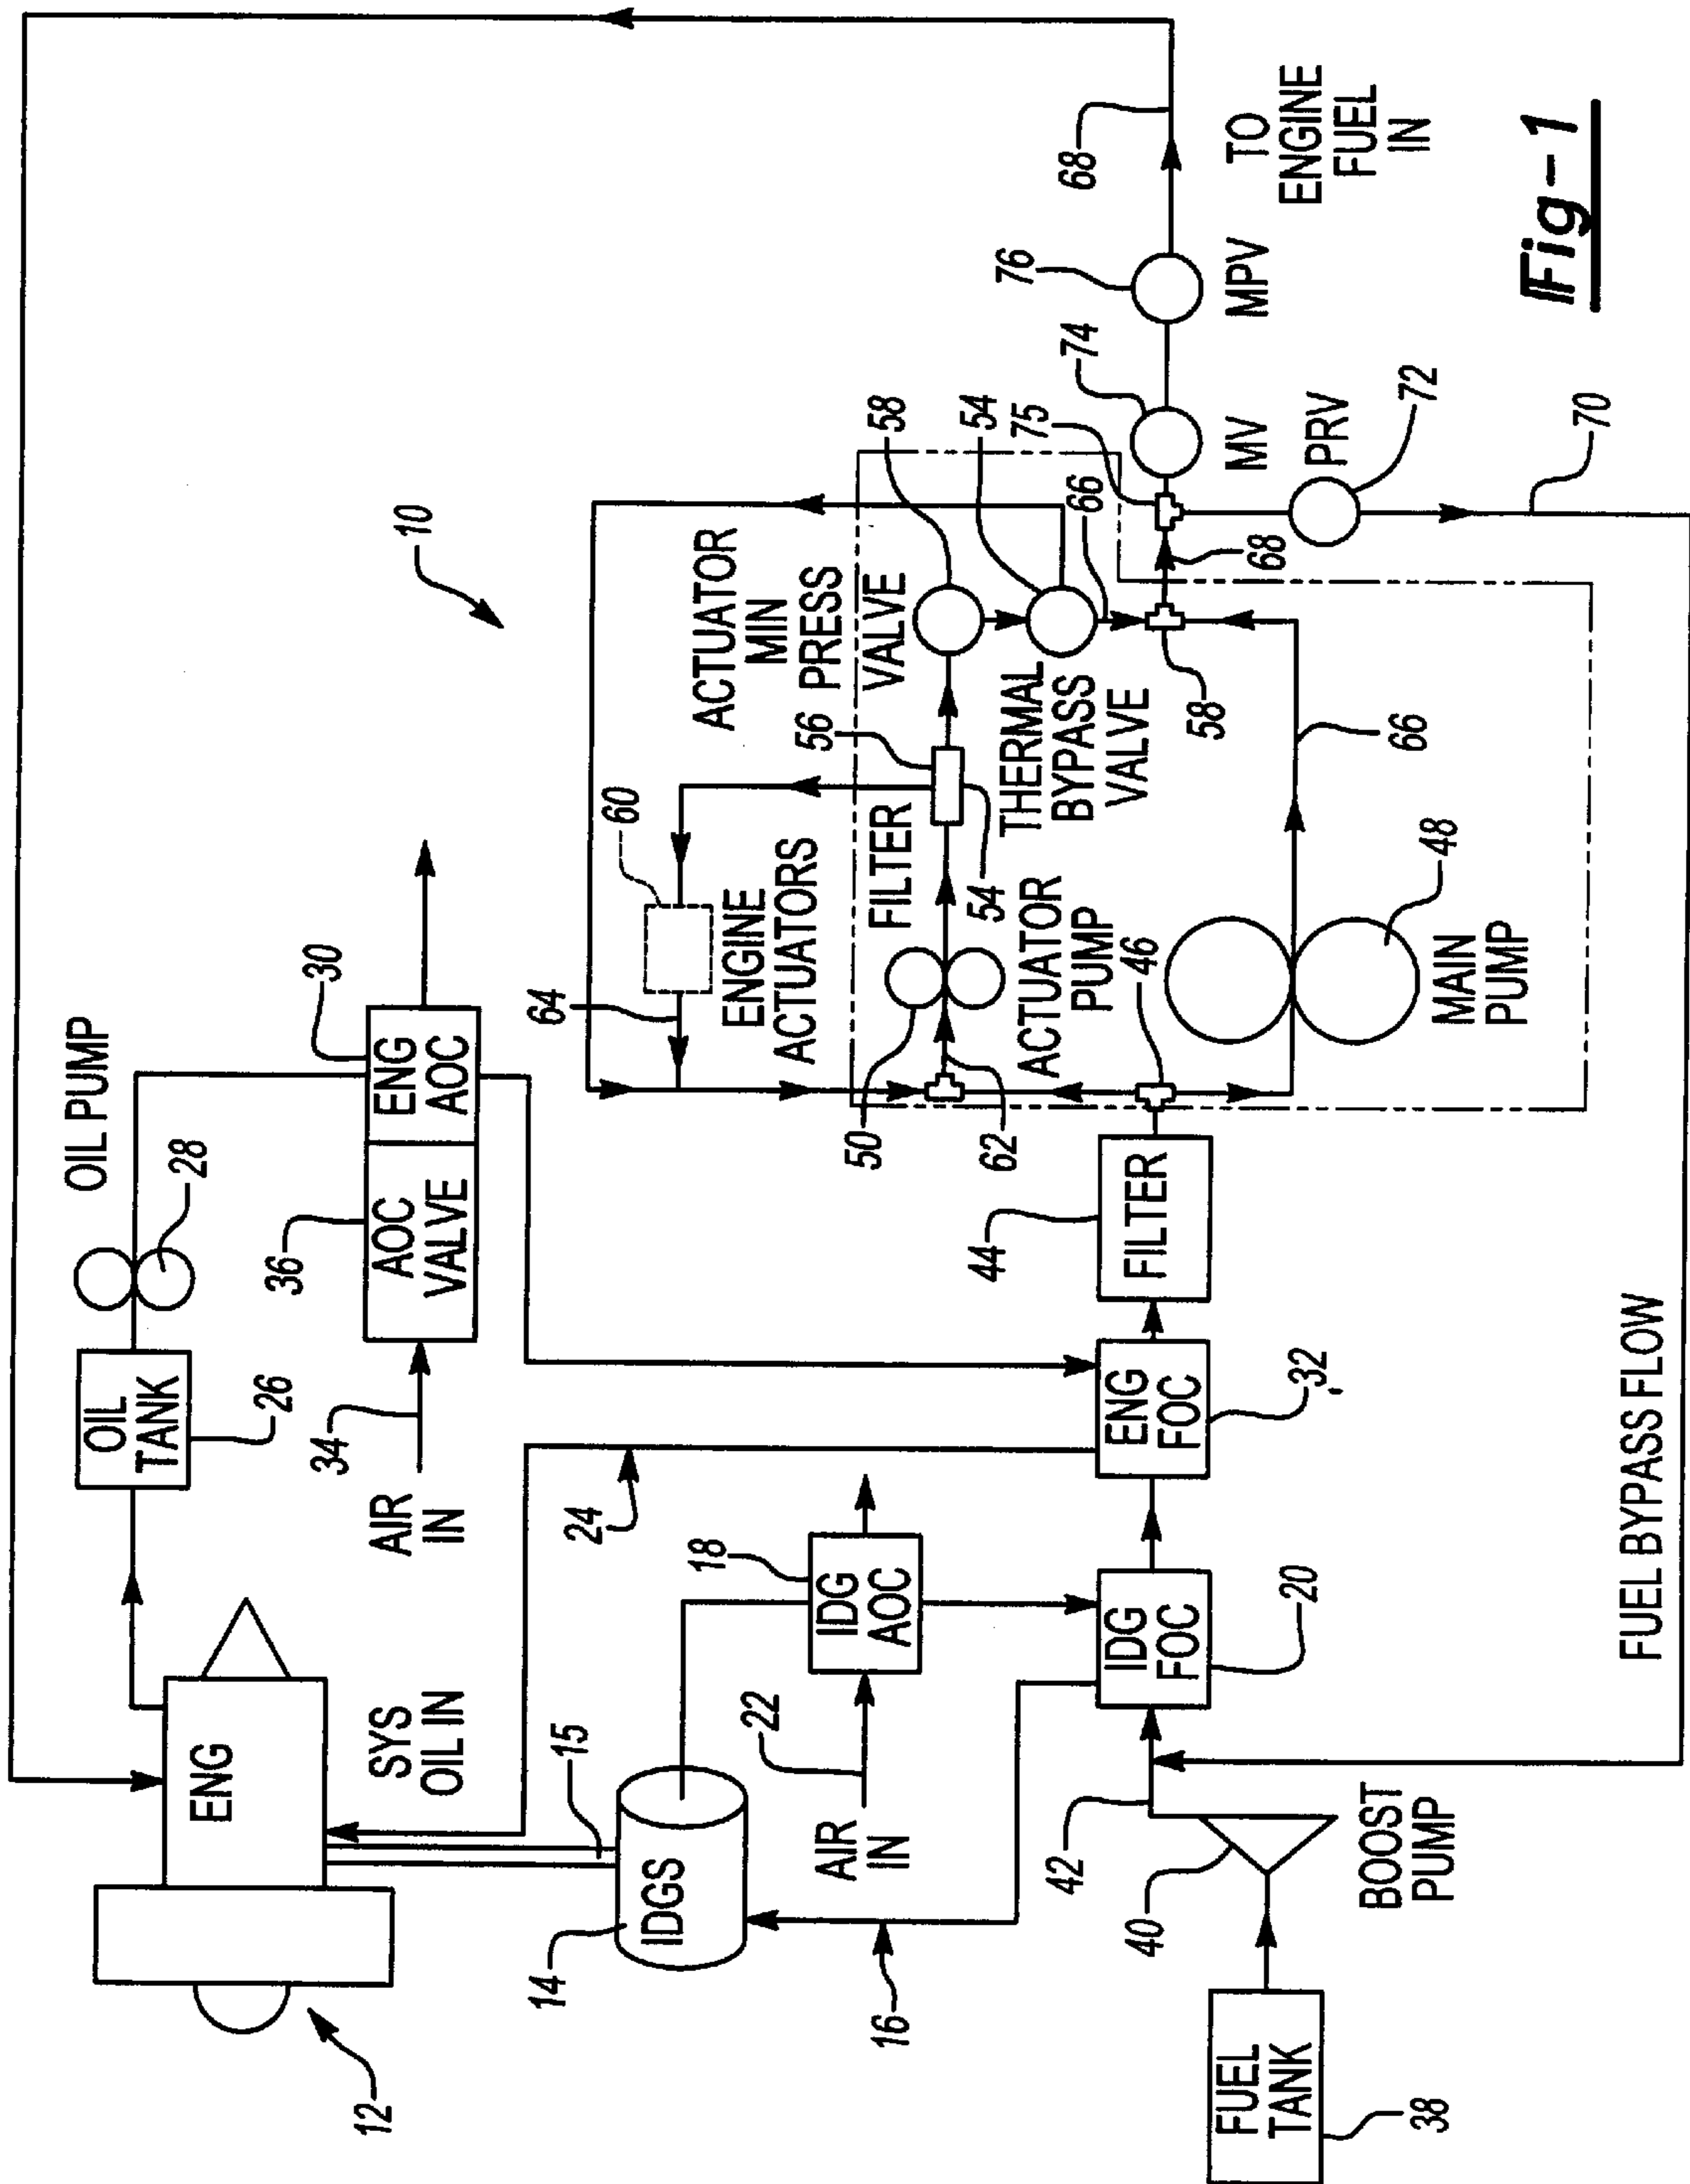 10
12
ENG
SYS
OIL IN
OIL
TANK
26
OIL PUMP
28
AIR
IN
34
36
AOC
VALVE
ENG
AOC
30
14
IDGS
15
16
AIR
IN
22
18
IDG
AOC
24
FUEL
TANK
38
40
BOOST
PUMP
42
IDG
FOC
20
ENG
FOC
32
44
FILTER
46
MAIN
PUMP
48
50
62
ACTUATOR
PUMP
64
60
ENGINE
ACTUATORS
FILTER
56
54
ACTUATOR
MIN
PRESS
VALVE
58
THERMAL
BYPASS
VALVE
54
66
58
66
68
75
74
MV
76
MPV
PRV
72
70
68
TO
ENGINE
FUEL
IN
FUEL BYPASS FLOW
Fig-1